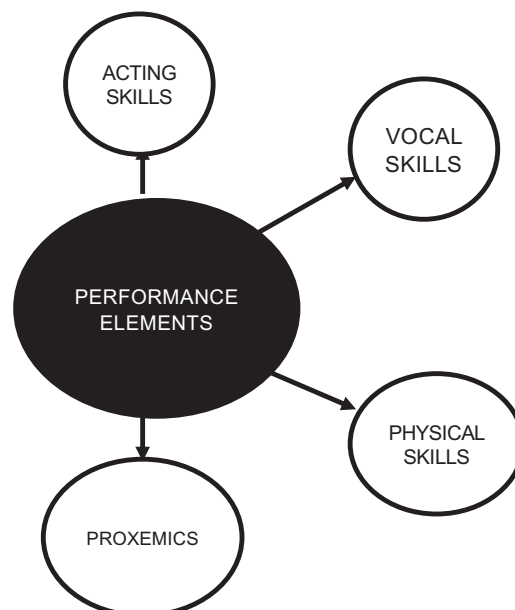 ACTING
SKILLS
VOCAL
SKILLS
PERFORMANCE
ELEMENTS
PHYSICAL
SKILLS
PROXEMICS